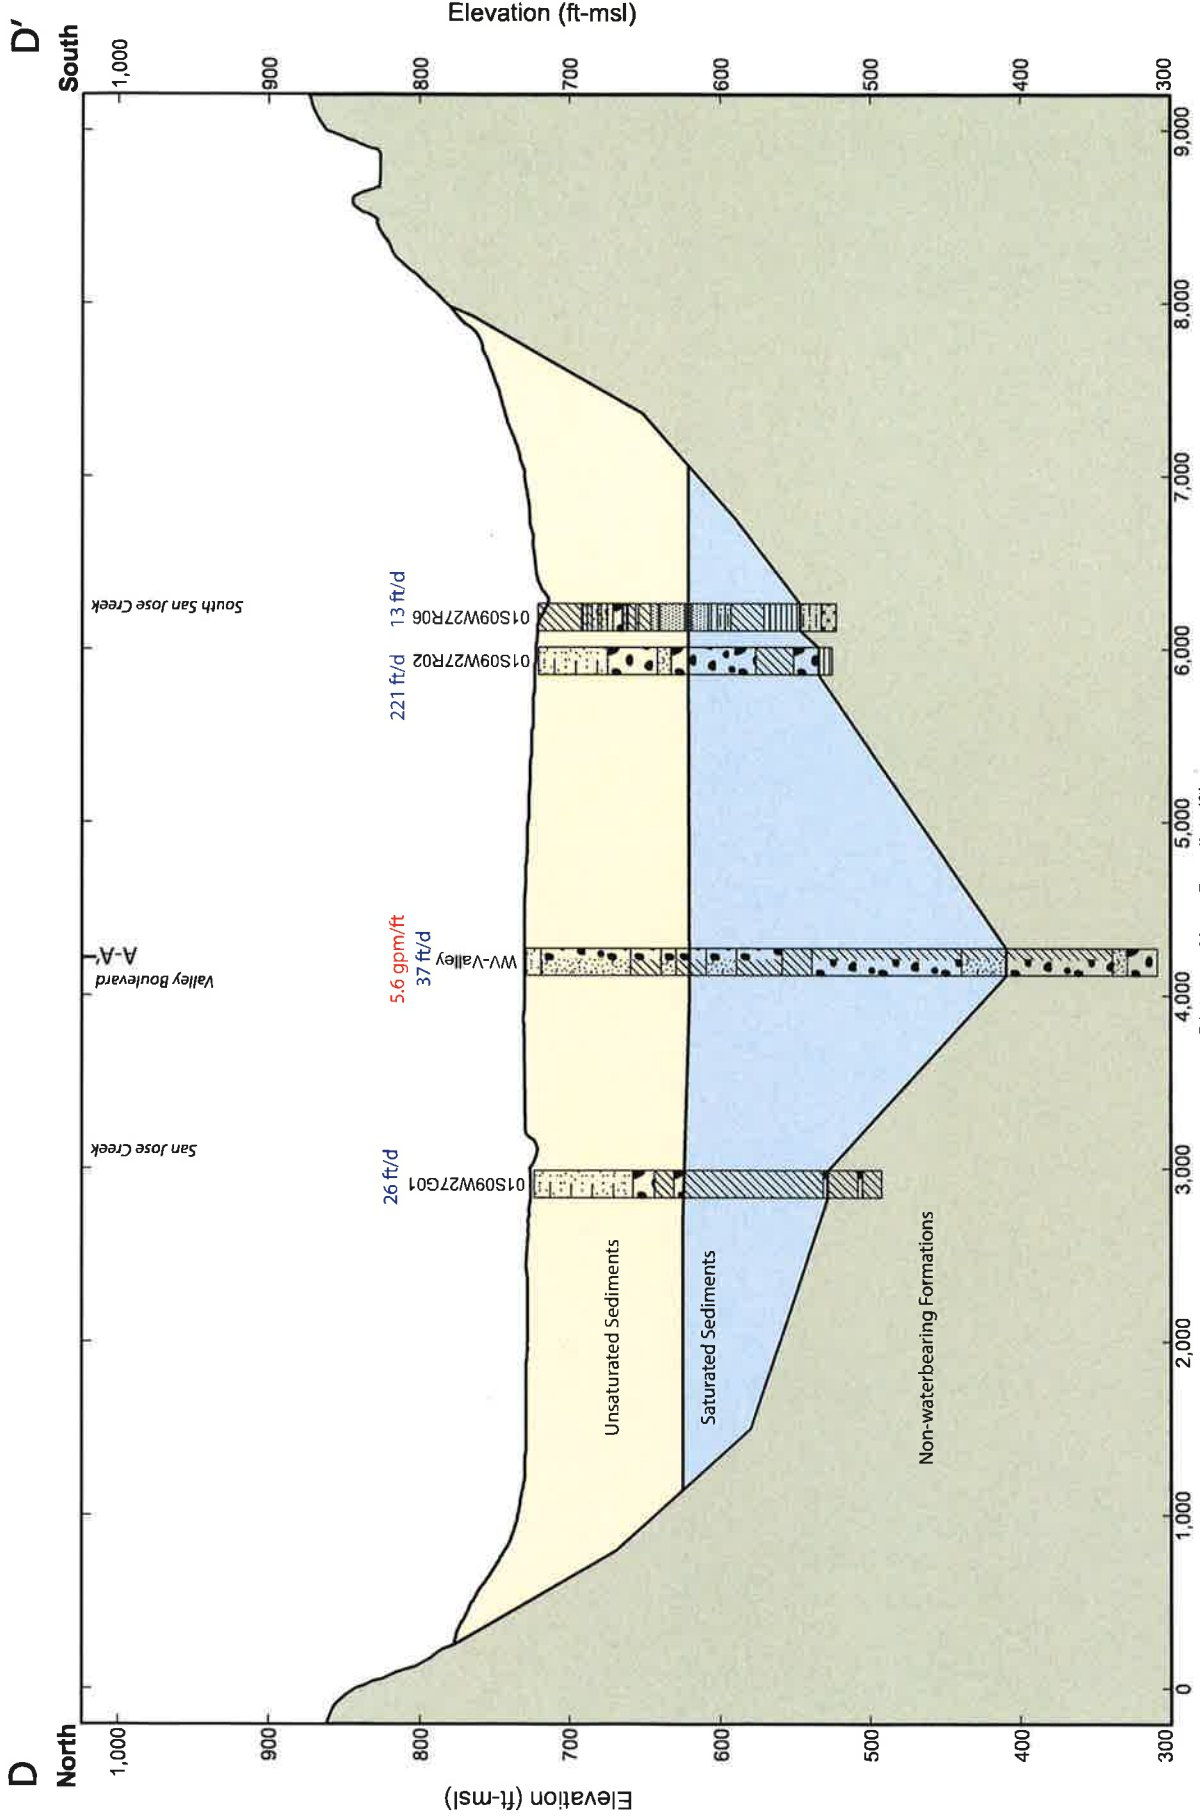 D
North
D′
South
Elevation (ft-msl)
1,000
900
800
700
600
500
400
300
Elevation (ft-msl)
1,000
900
800
700
600
500
400
300
San Jose Creek
Valley Boulevard
A-A'
South San Jose Creek
26 ft/d
01S09W27G01
5.6 gpm/ft
37 ft/d
WV-Valley
221 ft/d
01S09W27R02
13 ft/d
01S09W27R06
Unsaturated Sediments
Saturated Sediments
Non-waterbearing Formations
0
1,000
2,000
3,000
4,000
5,000
6,000
7,000
8,000
9,000